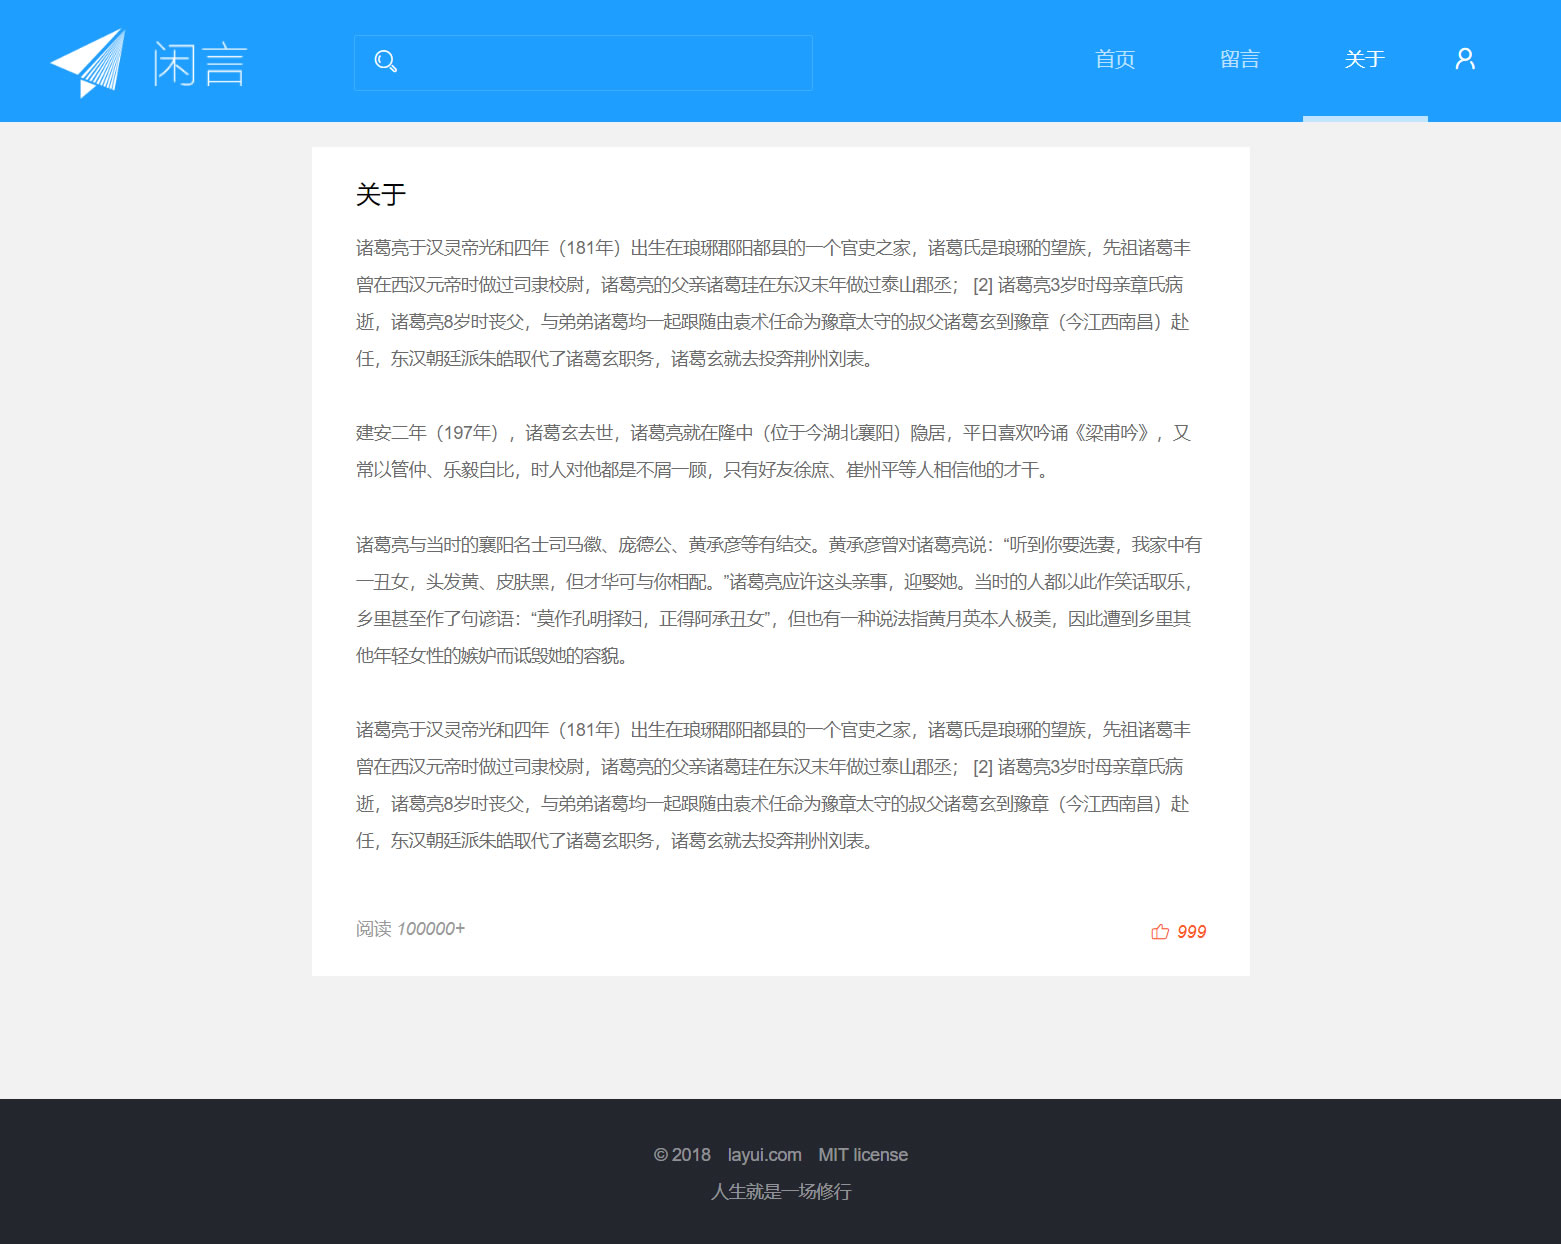 闲言
首页
留言
关于
关于
诸葛亮于汉灵帝光和四年（181年）出生在琅琊郡阳都县的一个官吏之家，诸葛氏是琅琊的望族，先祖诸葛丰
曾在西汉元帝时做过司隶校尉，诸葛亮的父亲诸葛珪在东汉末年做过泰山郡丞； [2] 诸葛亮3岁时母亲章氏病
逝，诸葛亮8岁时丧父，与弟弟诸葛均一起跟随由袁术任命为豫章太守的叔父诸葛玄到豫章（今江西南昌）赴
任，东汉朝廷派朱皓取代了诸葛玄职务，诸葛玄就去投奔荆州刘表。
建安二年（197年），诸葛玄去世，诸葛亮就在隆中（位于今湖北襄阳）隐居，平日喜欢吟诵《梁甫吟》，又
常以管仲、乐毅自比，时人对他都是不屑一顾，只有好友徐庶、崔州平等人相信他的才干。
诸葛亮与当时的襄阳名士司马徽、庞德公、黄承彦等有结交。黄承彦曾对诸葛亮说：“听到你要选妻，我家中有
一丑女，头发黄、皮肤黑，但才华可与你相配。”诸葛亮应许这头亲事，迎娶她。当时的人都以此作笑话取乐，
乡里甚至作了句谚语：“莫作孔明择妇，正得阿承丑女”，但也有一种说法指黄月英本人极美，因此遭到乡里其
他年轻女性的嫉妒而诋毁她的容貌。
诸葛亮于汉灵帝光和四年（181年）出生在琅琊郡阳都县的一个官吏之家，诸葛氏是琅琊的望族，先祖诸葛丰
曾在西汉元帝时做过司隶校尉，诸葛亮的父亲诸葛珪在东汉末年做过泰山郡丞； [2] 诸葛亮3岁时母亲章氏病
逝，诸葛亮8岁时丧父，与弟弟诸葛均一起跟随由袁术任命为豫章太守的叔父诸葛玄到豫章（今江西南昌）赴
任，东汉朝廷派朱皓取代了诸葛玄职务，诸葛玄就去投奔荆州刘表。
阅读 100000+
999
© 2018 layui.com MIT license
人生就是一场修行